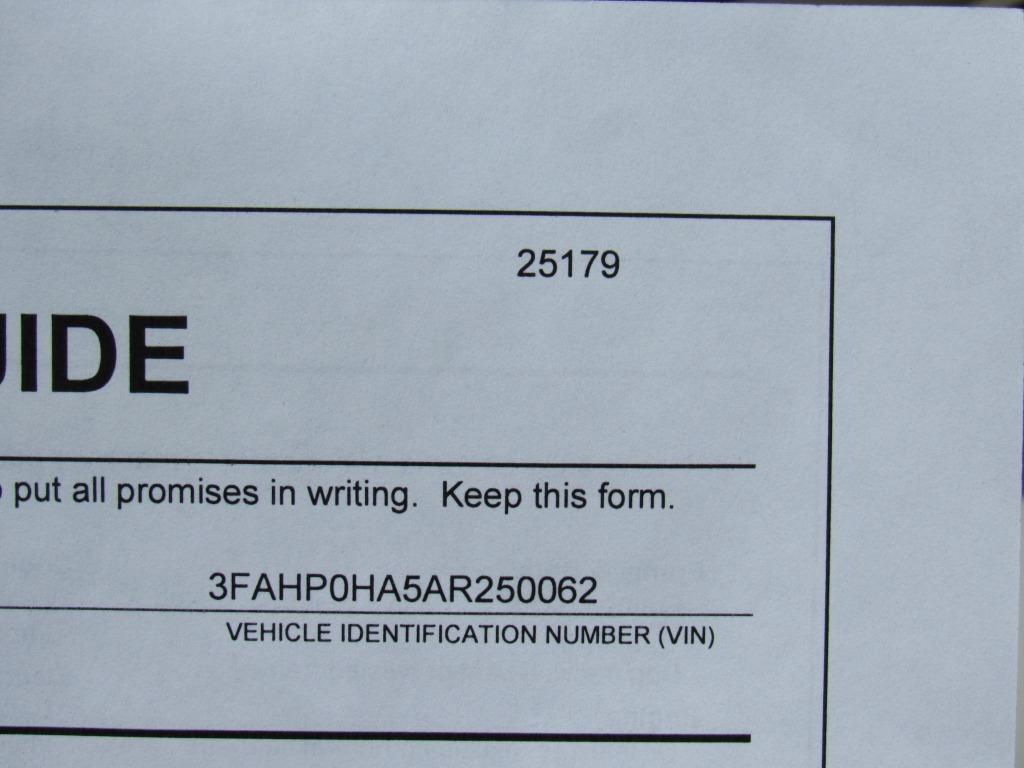 25179
UIDE
put all promises in writing. Keep this form.
3FAHP0HA5AR250062
VEHICLE IDENTIFICATION NUMBER (VIN)